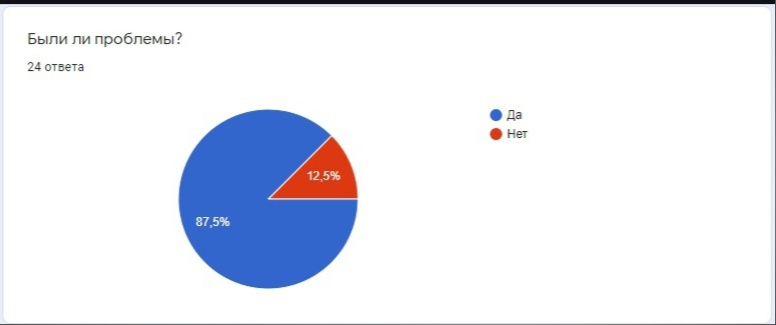 Были ли проблемы?
24 ответа
Да
Нет
12,5%
87,5%